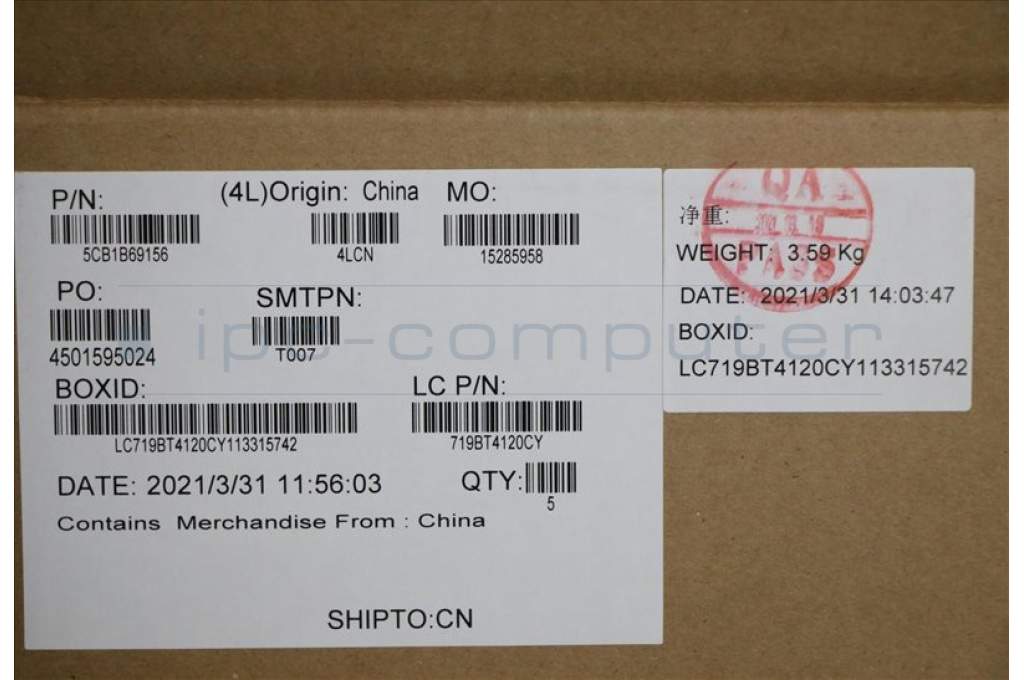 P/N: (4L)Origin: China MO:
5CB1B69156 4LCN 15285958
PO: SMTPN:
4501595024 T007
BOXID: LC P/N:
LC719BT4120CY113315742 719BT4120CY
DATE: 2021/3/31 11:56:03 QTY:
5
Contains Merchandise From : China
SHIPTO:CN
QA
PASS
净重:
WEIGHT: 3.59 Kg
DATE: 2021/3/31 14:03:47
BOXID:
LC719BT4120CY113315742
ipc-computer